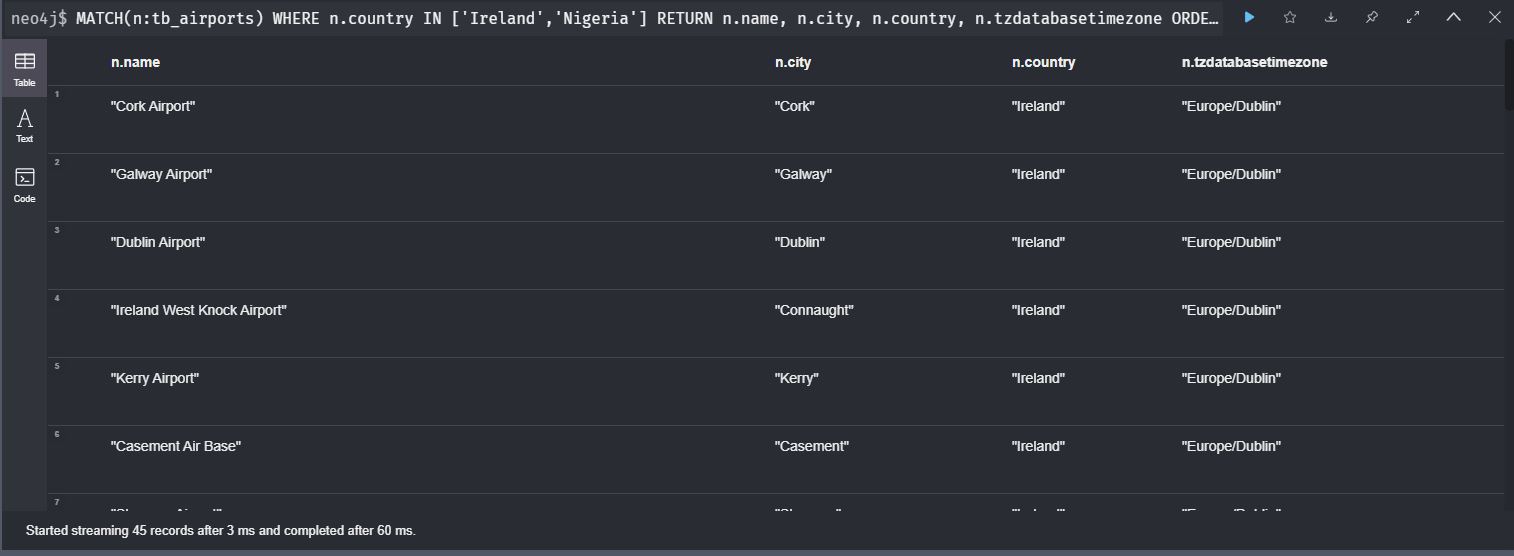 neo4j$ MATCH(n:tb_airports) WHERE n.country IN ['Ireland','Nigeria'] RETURN n.name, n.city, n.country, n.tzdatabasetimezone ORDE…
n.name n.city n.country n.tzdatabasetimezone
Table
1 "Cork Airport" "Cork" "Ireland" "Europe/Dublin"
Text
2 "Galway Airport" "Galway" "Ireland" "Europe/Dublin"
Code
3 "Dublin Airport" "Dublin" "Ireland" "Europe/Dublin"
4 "Ireland West Knock Airport" "Connaught" "Ireland" "Europe/Dublin"
5 "Kerry Airport" "Kerry" "Ireland" "Europe/Dublin"
6 "Casement Air Base" "Casement" "Ireland" "Europe/Dublin"
7
Started streaming 45 records after 3 ms and completed after 60 ms.